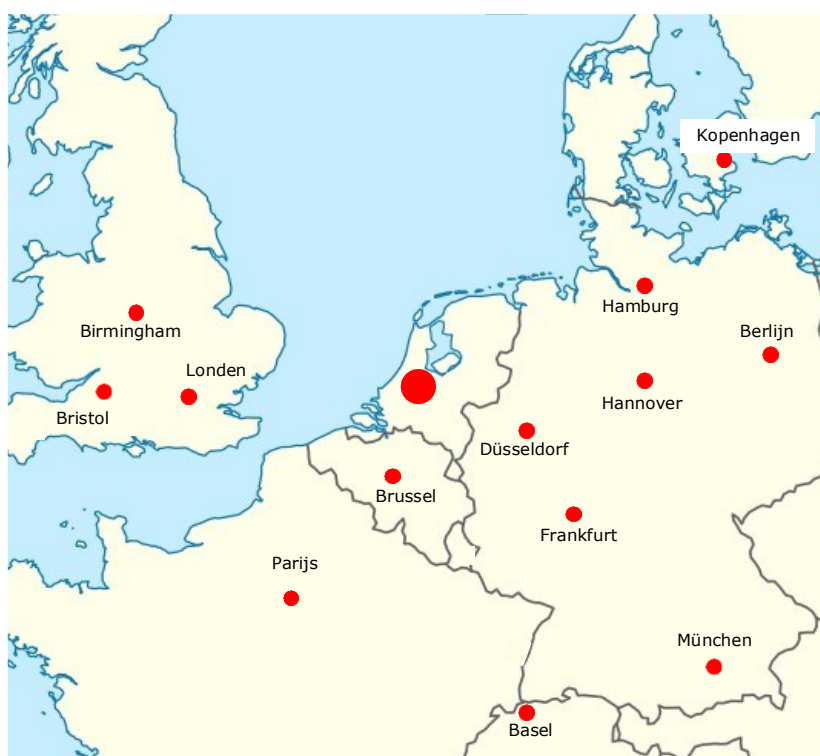 Kopenhagen
Hamburg
Birmingham
Berlijn
Londen
Hannover
Bristol
Düsseldorf
Brussel
Frankfurt
Parijs
München
Basel